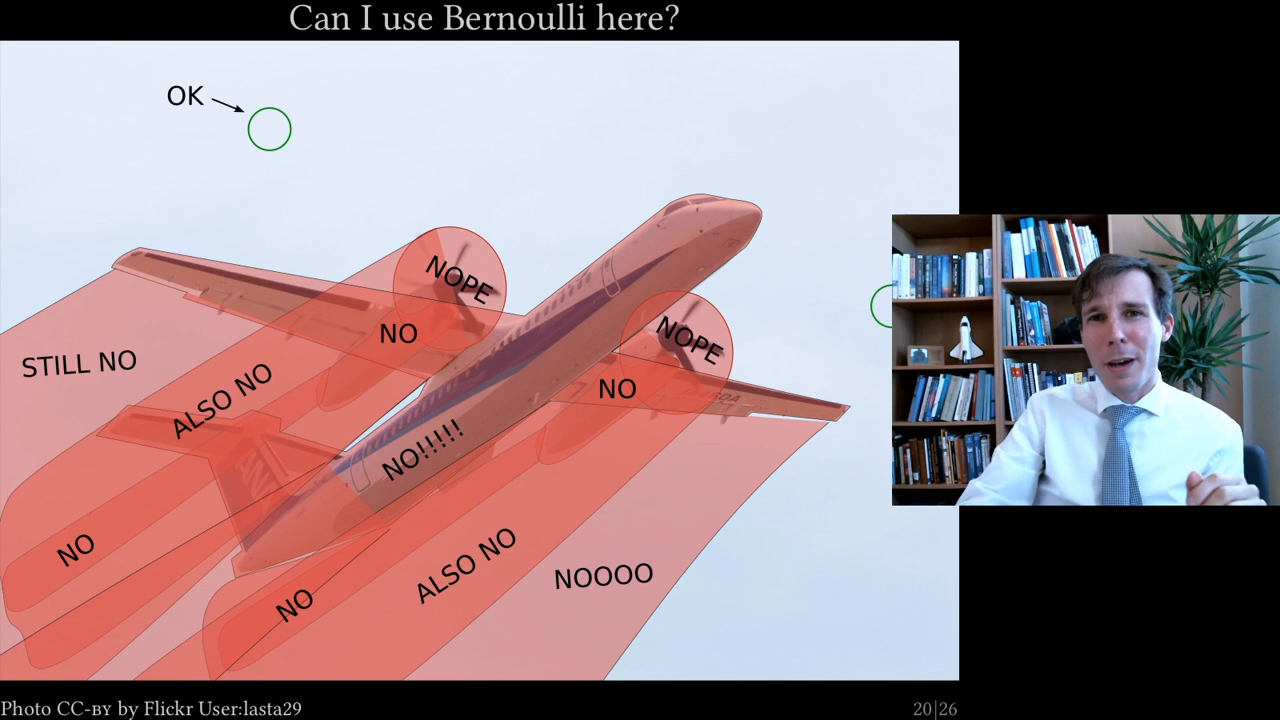 Can I use Bernoulli here?
OK
NOPE
NOPE
NO
STILL NO
NO
ALSO NO
NO!!!!!
NO
ALSO NO
NOOOO
NO
Photo CC-BY by Flickr User:lasta29
20|26